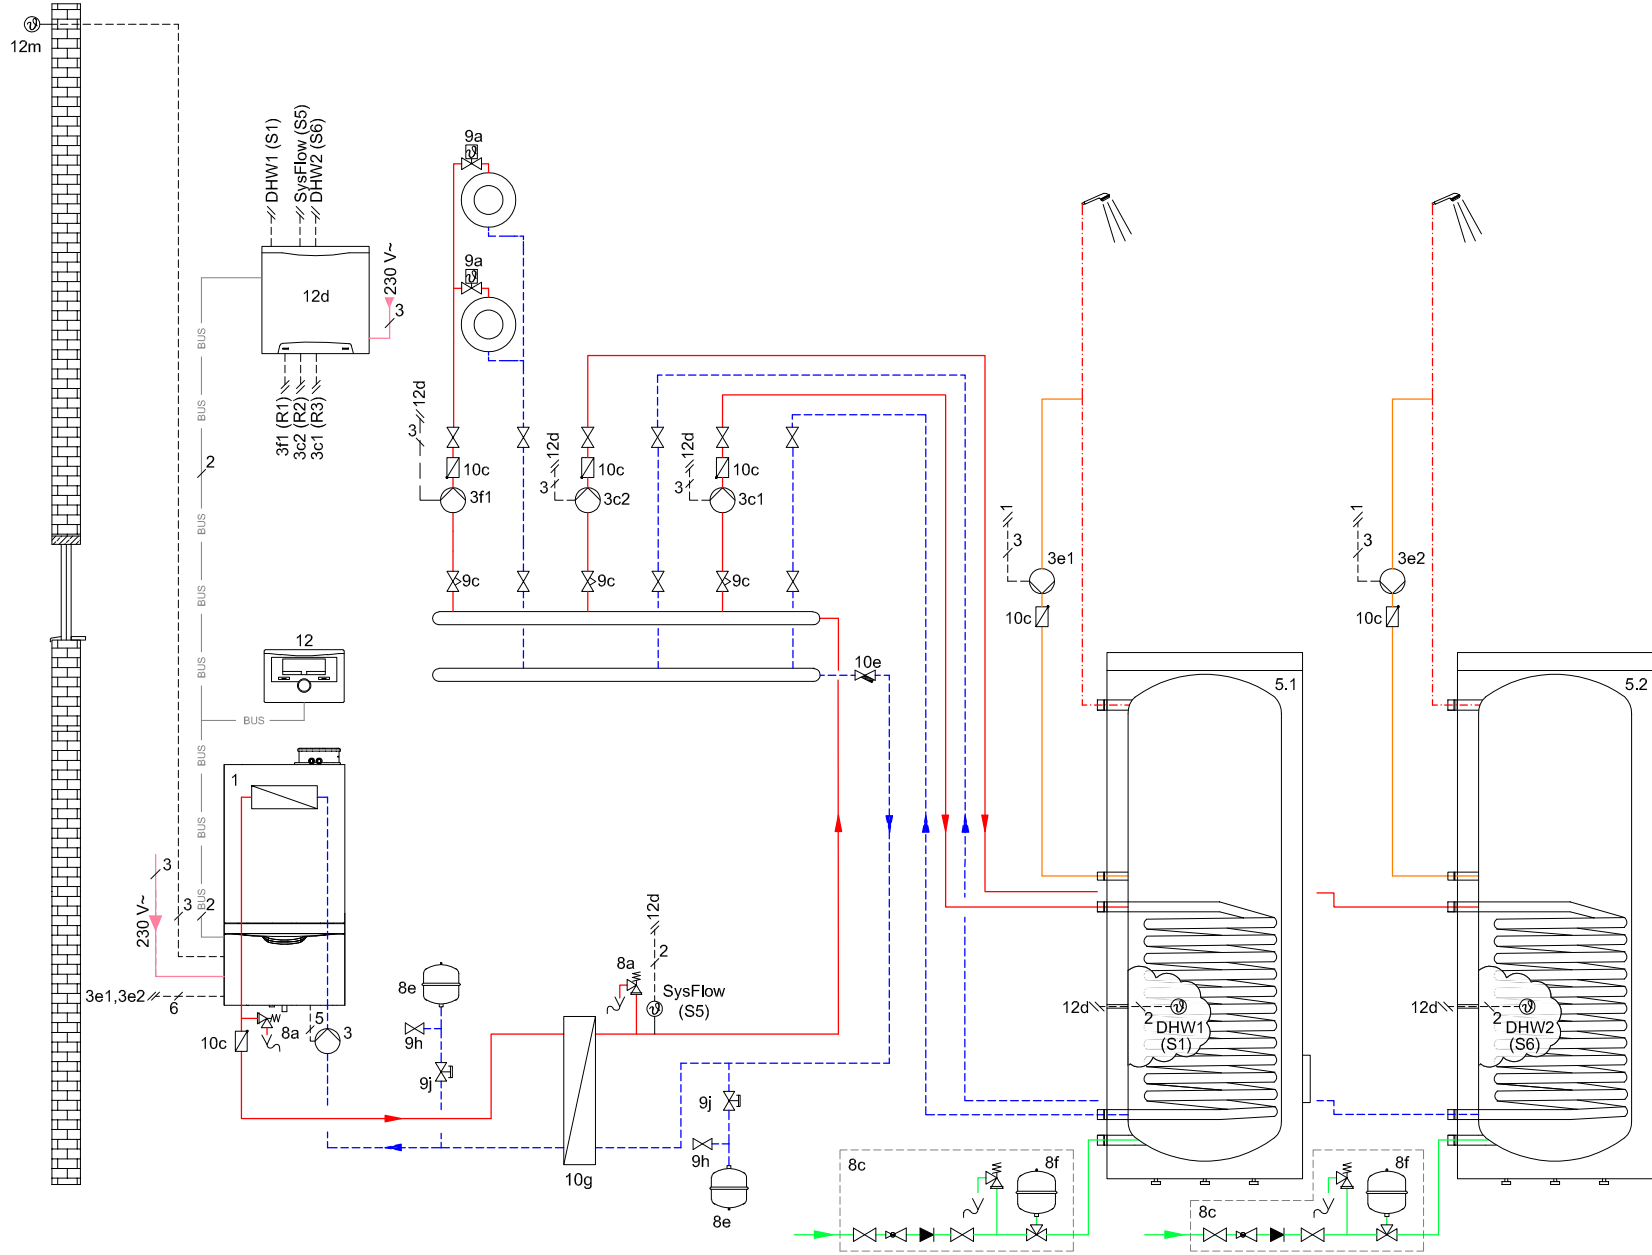 12m
DHW1 (S1)
SysFlow (S5)
DHW2 (S6)
230 V~
3
12d
3f1 (R1)
3c2 (R2)
3c1 (R3)
BUS
BUS
2
BUS
BUS
BUS
BUS
BUS
BUS
BUS
12
9a
9a
12d
3
10c
3f1
12d
3
10c
3c2
12d
3
10c
3c1
9c
9c
9c
10e
1
3
3e1
10c
1
3
3e2
10c
5.1
5.2
1
3
230 V~
3
2
3e1,3e2
6
10c
8a
5
3
8e
9h
9j
8a
12d
2
SysFlow
(S5)
10g
9j
9h
8e
12d
2
DHW1
(S1)
12d
2
DHW2
(S6)
8c
8f
8c
8f